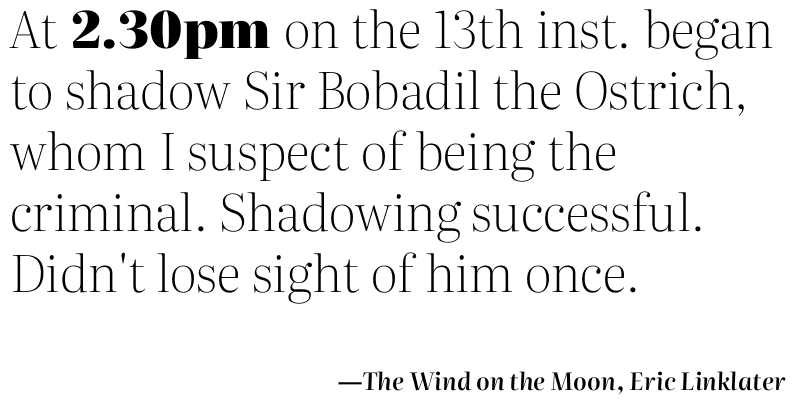 At 2.30pm on the 13th inst. began
to shadow Sir Bobadil the Ostrich,
whom I suspect of being the
criminal. Shadowing successful.
Didn't lose sight of him once.
—The Wind on the Moon, Eric Linklater